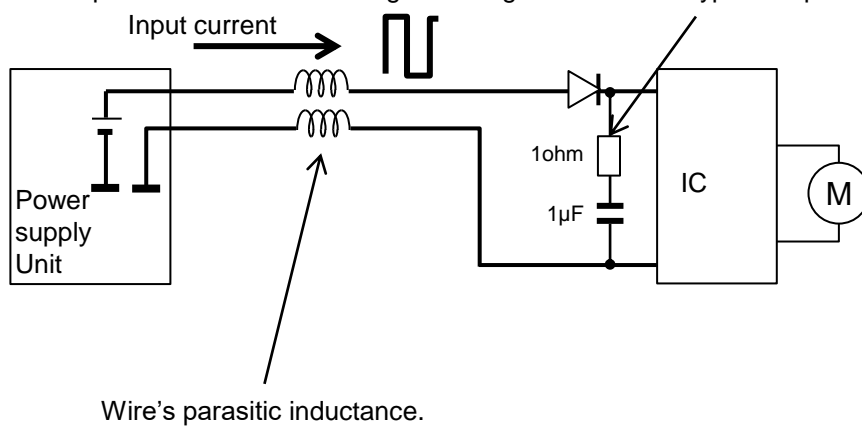 Input current
Power
supply
Unit
1ohm
1µF
IC
M
Wire's parasitic inductance.